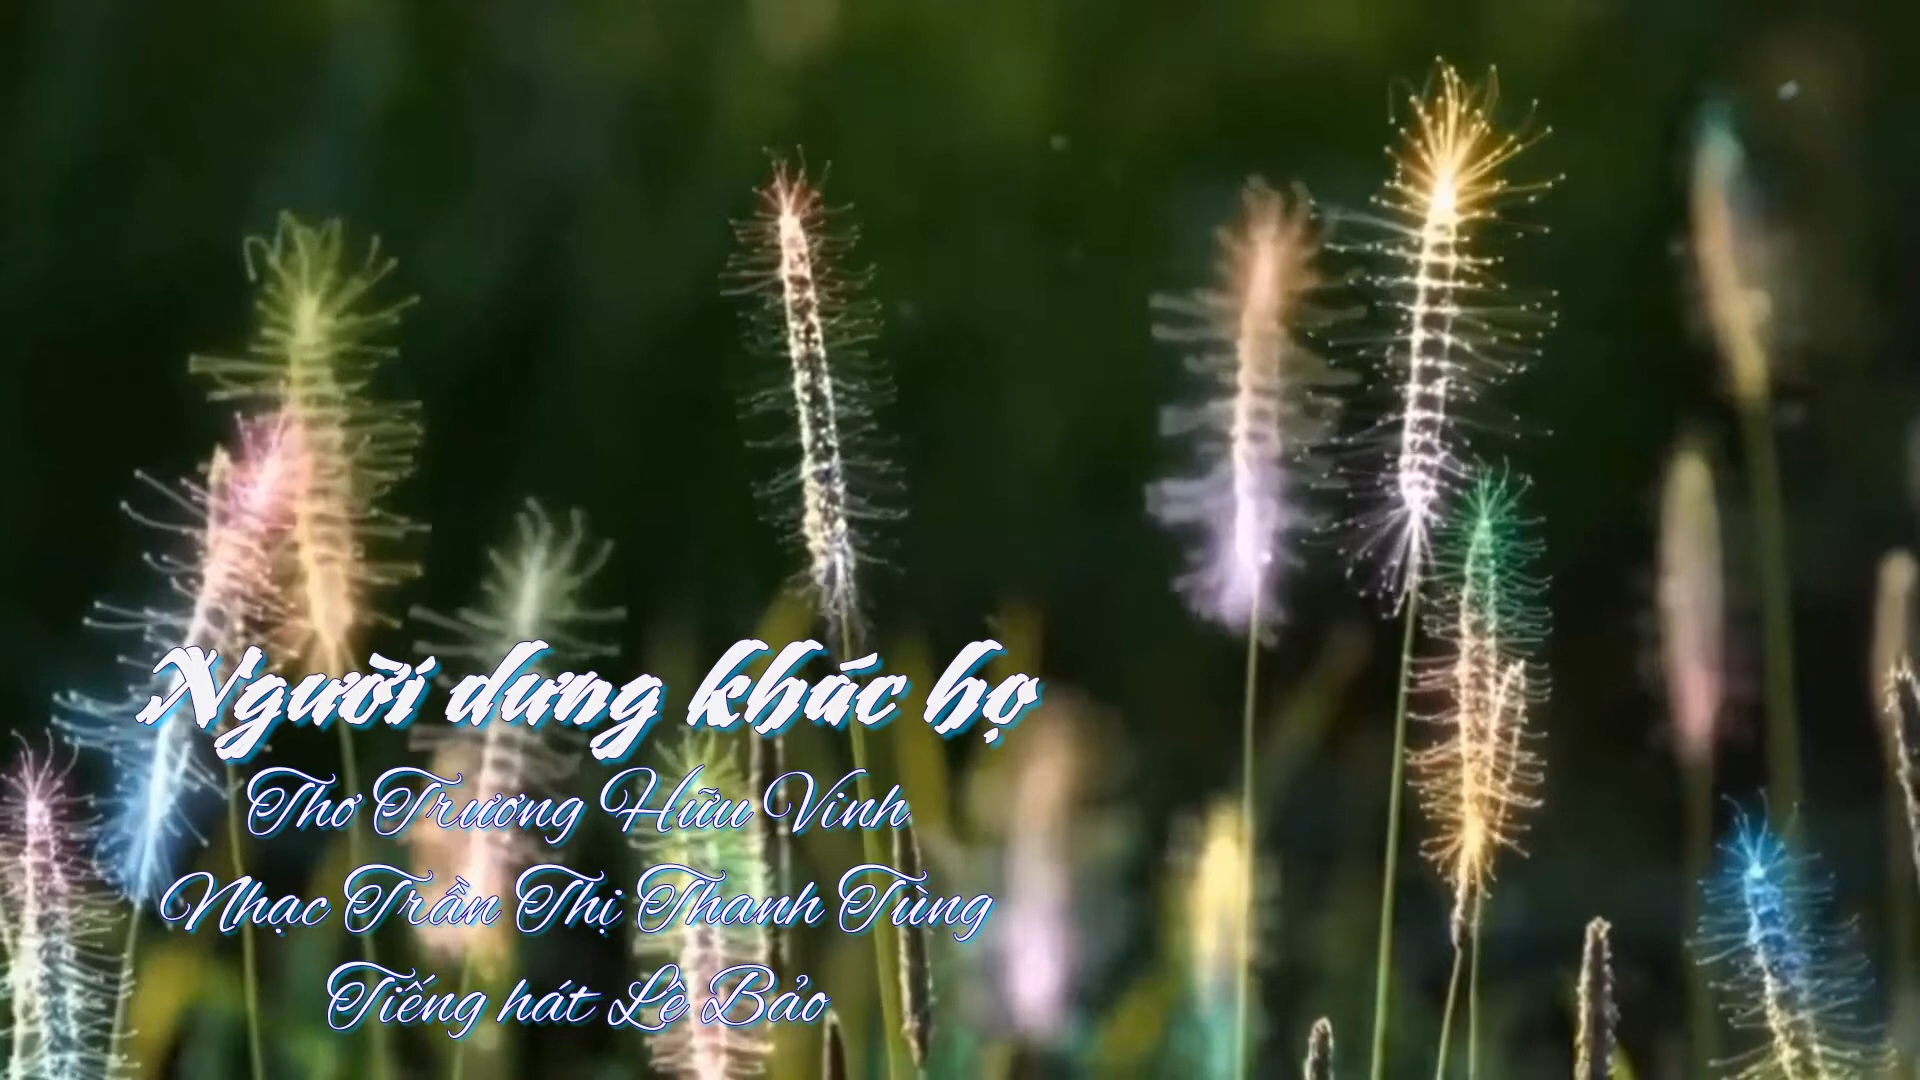 Người dưng khác họ
Thơ Trương Hữu Vinh
Nhạc Trần Thị Thanh Tùng
Tiếng hát Lê Bảo